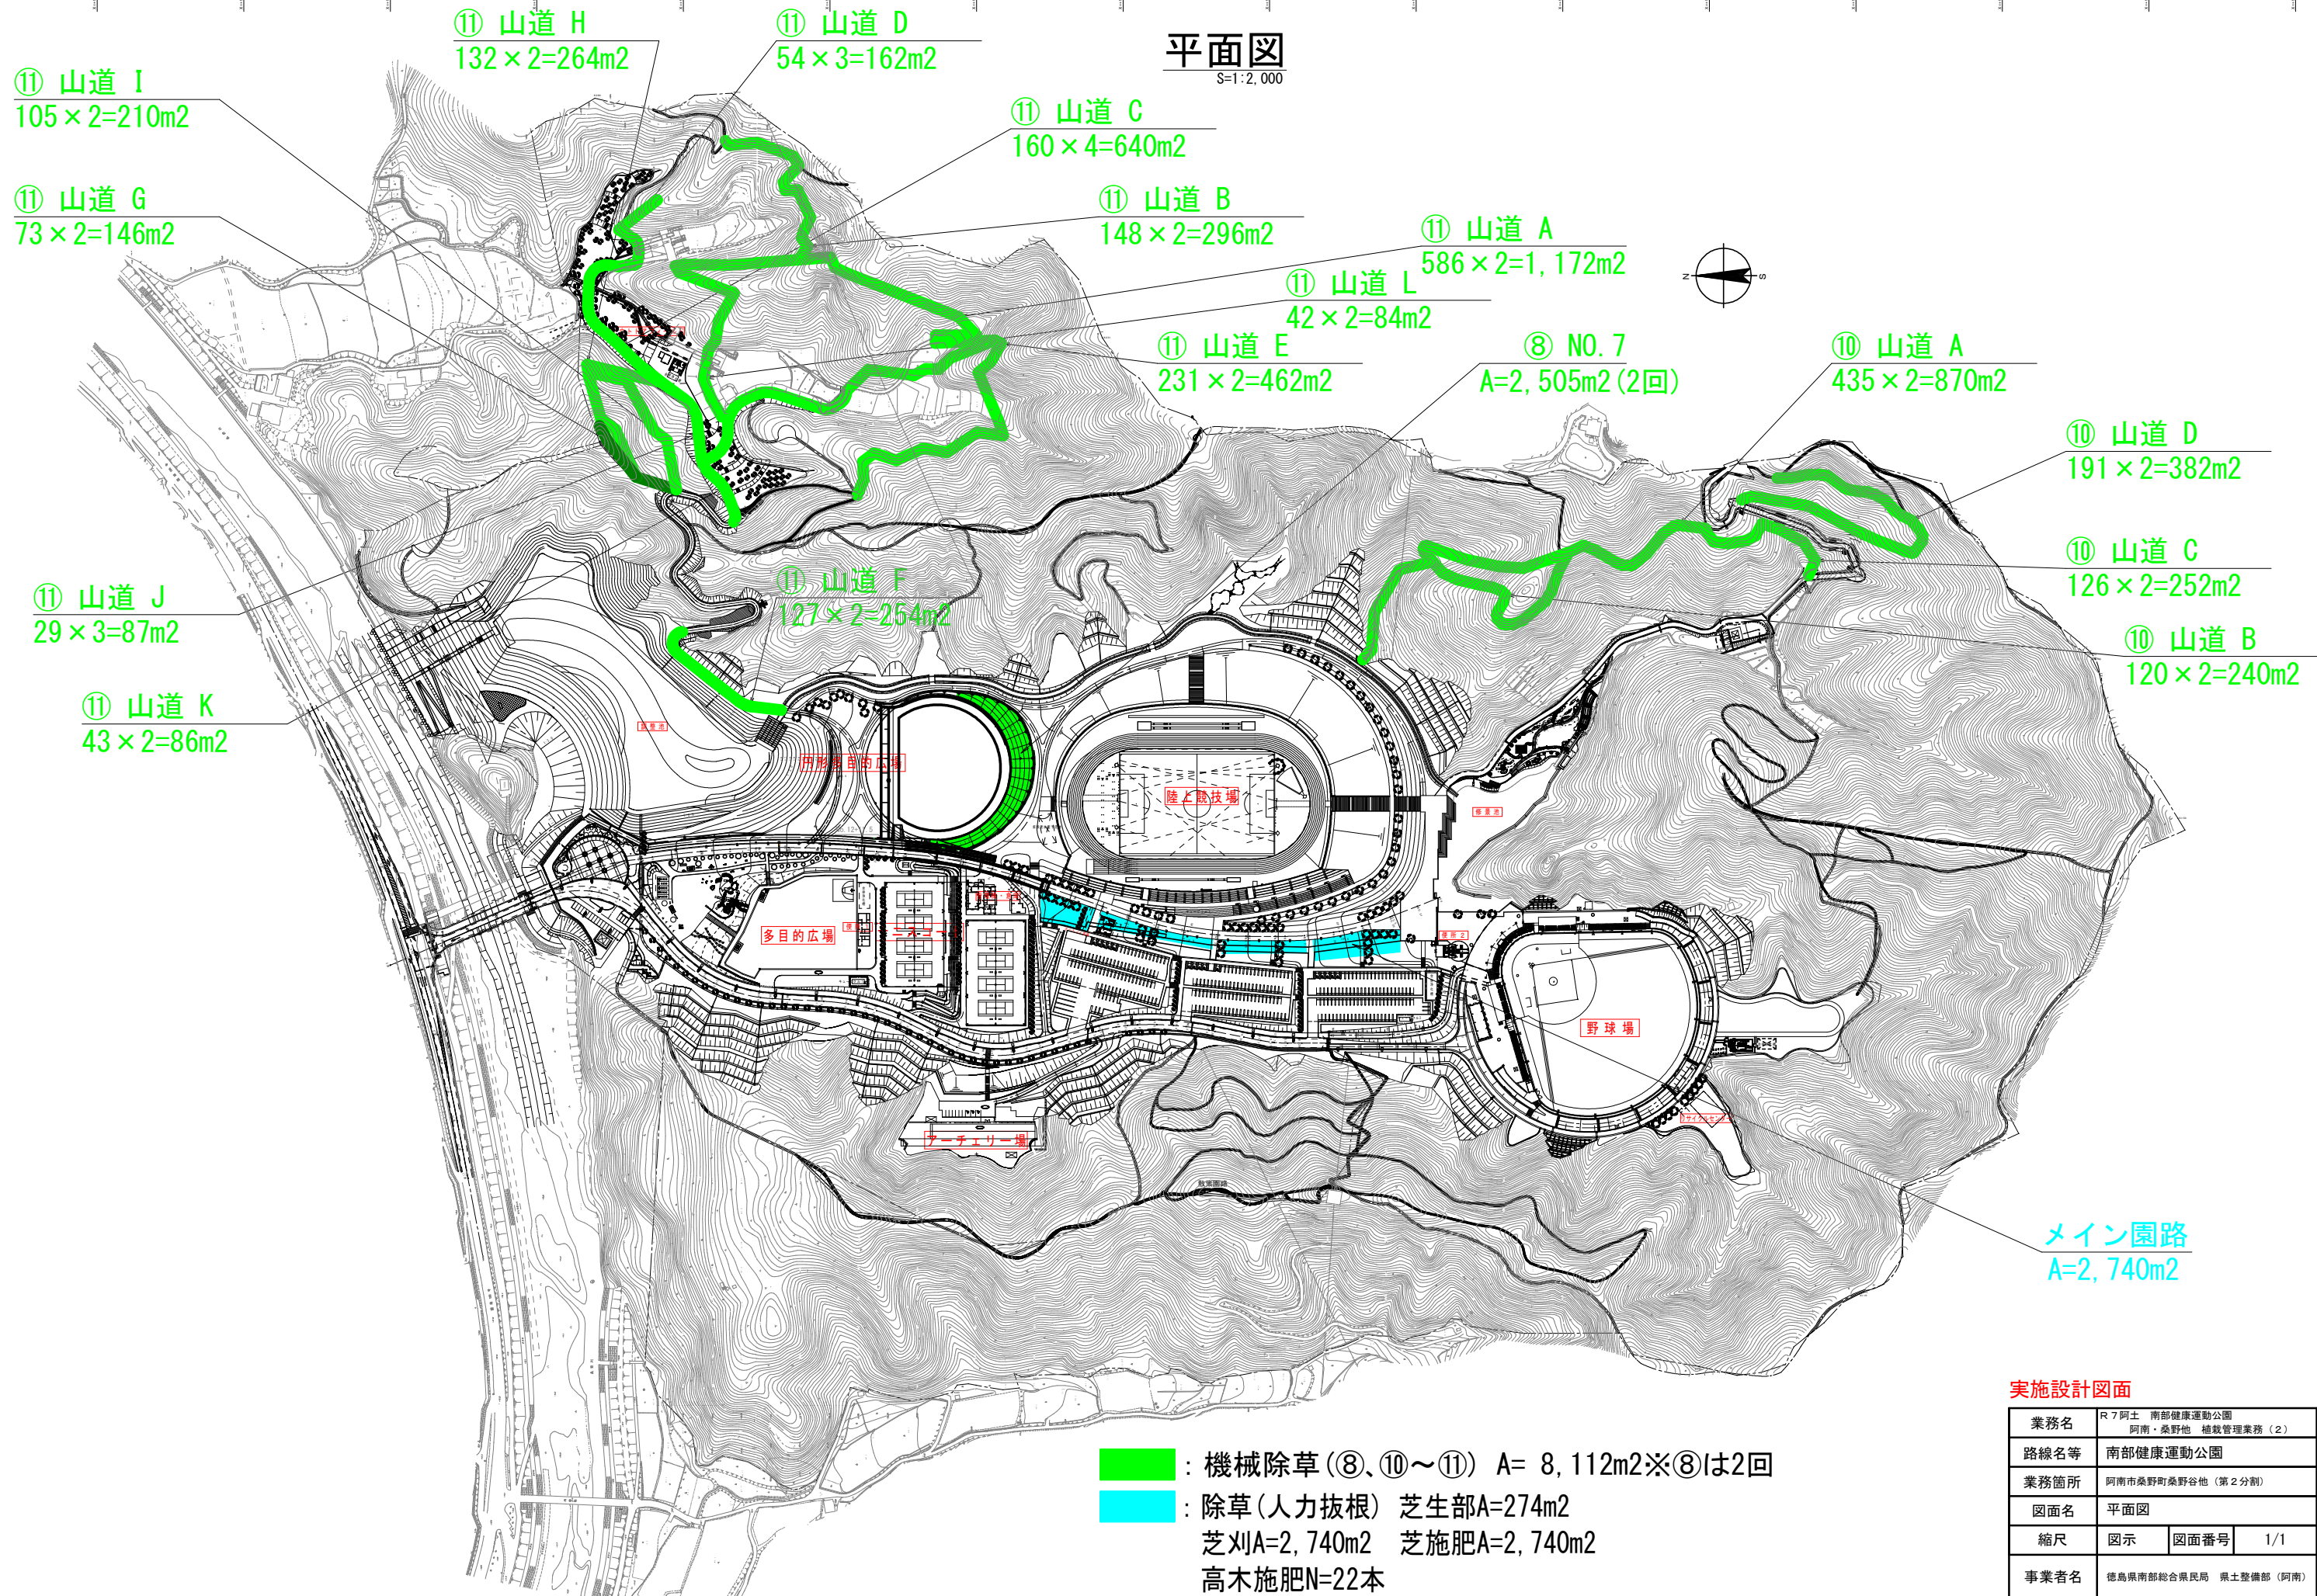 平面図
S=1:2,000
⑪ 山道 H
132×2=264m2
⑪ 山道 D
54×3=162m2
⑪ 山道 I
105×2=210m2
⑪ 山道 C
160×4=640m2
⑪ 山道 G
73×2=146m2
⑪ 山道 B
148×2=296m2
⑪ 山道 A
586×2=1,172m2
⑪ 山道 L
42×2=84m2
⑪ 山道 E
231×2=462m2
⑧ NO.7
A=2,505m2(2回)
⑩ 山道 A
435×2=870m2
⑩ 山道 D
191×2=382m2
⑩ 山道 C
126×2=252m2
⑩ 山道 B
120×2=240m2
⑪ 山道 F
127×2=254m2
⑪ 山道 J
29×3=87m2
⑪ 山道 K
43×2=86m2
N
S
円形多目的広場
陸上競技場
修景池
多目的広場
便所2
野球場
アーチェリー場
散策園路
メイン園路
A=2,740m2
：機械除草(⑧、⑩～⑪) A= 8,112m2※⑧は2回
：除草(人力抜根) 芝生部A=274m2
芝刈A=2,740m2 芝施肥A=2,740m2
高木施肥N=22本
実施設計図面
業務名 R7阿土 南部健康運動公園
阿南・桑野他 植栽管理業務(2)
路線名等 南部健康運動公園
業務箇所 阿南市桑野町桑野谷他(第2分割)
図面名 平面図
縮尺 図示 図面番号 1/1
事業者名 徳島県南部総合県民局 県土整備部(阿南)